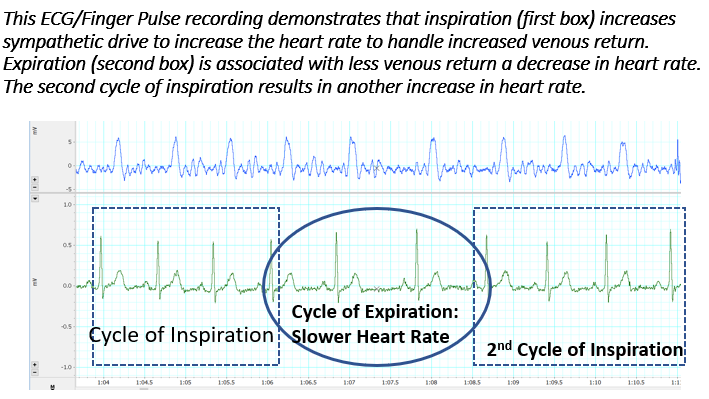 This ECG/Finger Pulse recording demonstrates that inspiration (first box) increases
sympathetic drive to increase the heart rate to handle increased venous return.
Expiration (second box) is associated with less venous return a decrease in heart rate.
The second cycle of inspiration results in another increase in heart rate.
mV
5
0
-5
1.0
0.5
mV
0.0
-0.5
-1.0
Cycle of Inspiration
Cycle of Expiration:
Slower Heart Rate
2nd Cycle of Inspiration
1:04 1:04.5 1:05 1:05.5 1:06 1:06.5 1:07 1:07.5 1:08 1:08.5 1:09 1:09.5 1:10 1:10.5 1:1